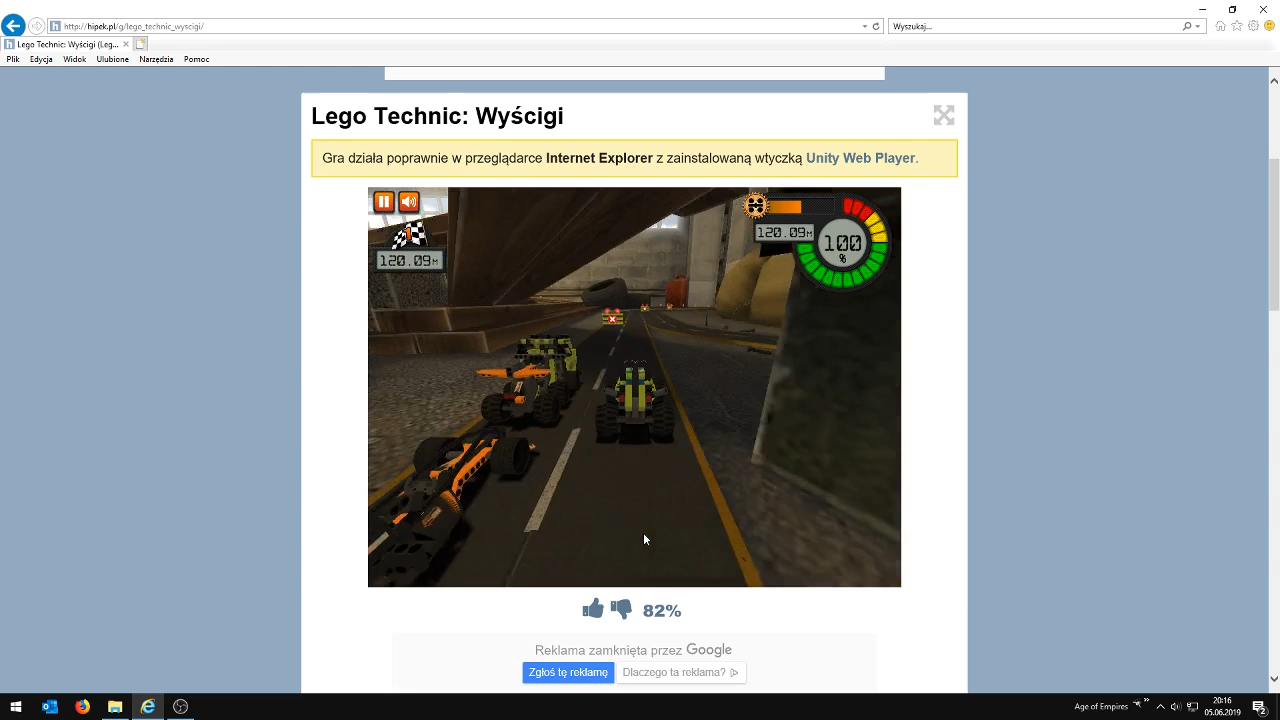 http://hipek.pl/g/lego_technic_wyscigi/
Wyszukaj...
Lego Technic: Wyścigi (Leg...
Plik Edycja Widok Ulubione Narzędzia Pomoc
Lego Technic: Wyścigi
Gra działa poprawnie w przeglądarce Internet Explorer z zainstalowaną wtyczką Unity Web Player.
1
120.09M
120.09M
100
%
82%
Reklama zamknięta przez Google
Zgłoś tę reklamę
Dlaczego ta reklama?
Age of Empires
20:16
05.06.2019
2